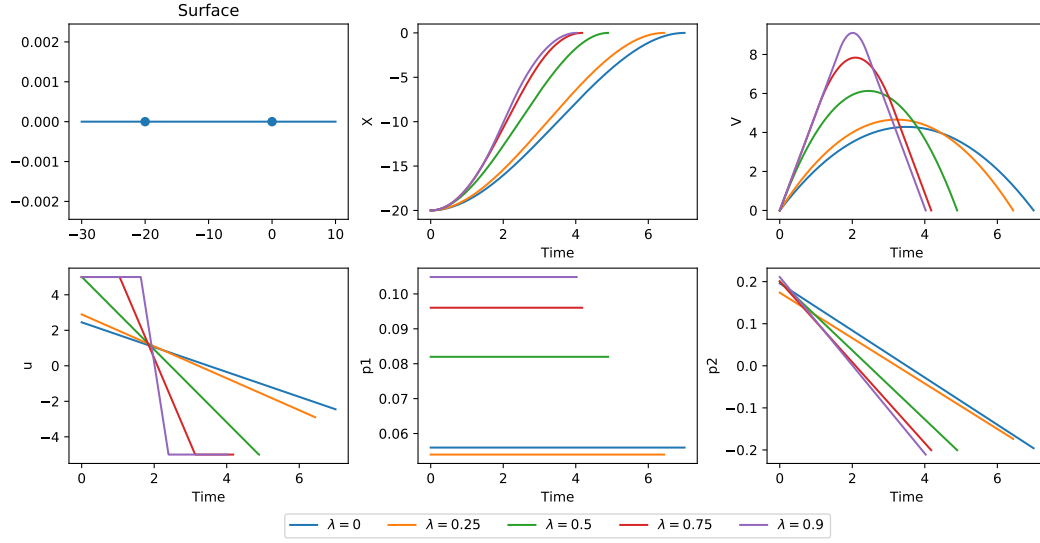 Surface
0.002
0.001
0.000
−0.001
−0.002
−30 −20 −10 0 10
X
0
−5
−10
−15
−20
0 2 4 6
Time
V
8
6
4
2
0
0 2 4 6
Time
u
4
2
0
−2
−4
0 2 4 6
Time
p1
0.10
0.09
0.08
0.07
0.06
0 2 4 6
Time
p2
0.2
0.1
0.0
−0.1
−0.2
0 2 4 6
Time
λ = 0 λ = 0.25 λ = 0.5 λ = 0.75 λ = 0.9